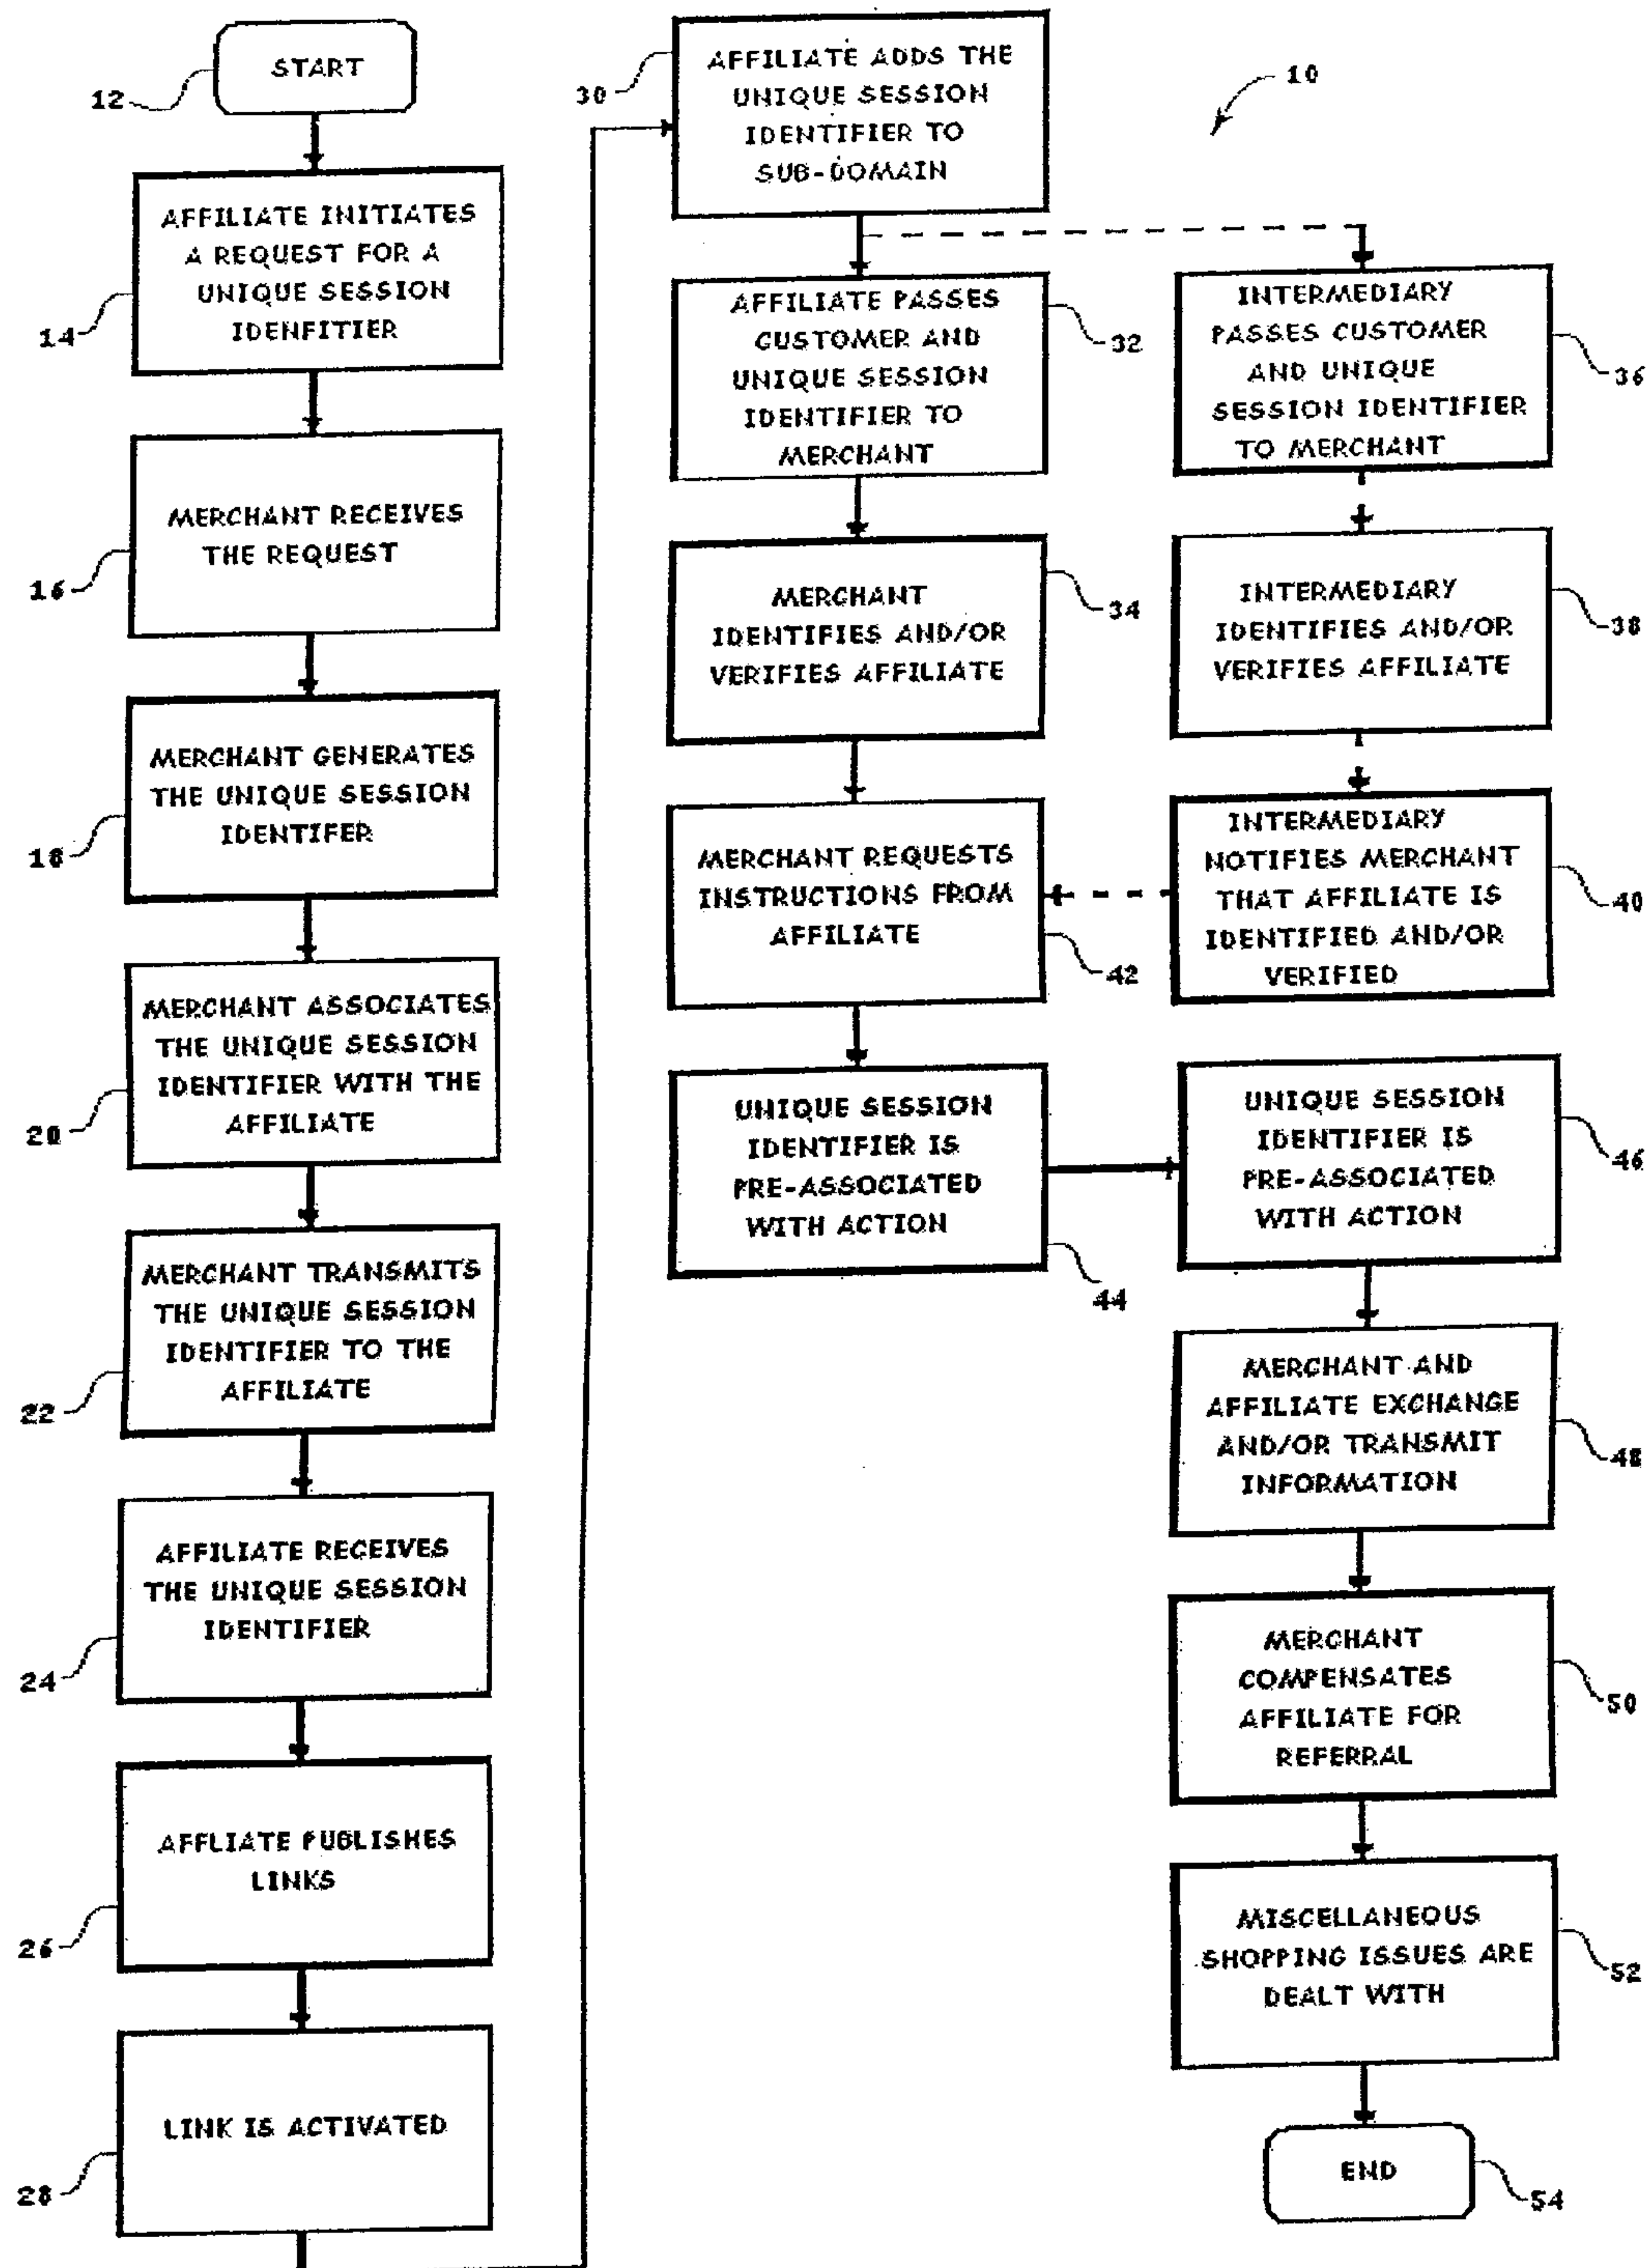 START
12
AFFILIATE INITIATES
A REQUEST FOR A
UNIQUE SESSION
IDENFITIER
14
MERCHANT RECEIVES
THE REQUEST
16
MERCHANT GENERATES
THE UNIQUE SESSION
IDENTIFER
18
MERCHANT ASSOCIATES
THE UNIQUE SESSION
IDENTIFIER WITH THE
AFFILIATE
20
MERCHANT TRANSMITS
THE UNIQUE SESSION
IDENTIFIER TO THE
AFFILIATE
22
AFFILIATE RECEIVES
THE UNIQUE SESSION
IDENTIFIER
24
AFFLIATE PUBLISHES
LINKS
26
LINK IS ACTIVATED
28
AFFILIATE ADDS THE
UNIQUE SESSION
IDENTIFIER TO
SUB-DOMAIN
30
10
AFFILIATE PASSES
CUSTOMER AND
UNIQUE SESSION
IDENTIFIER TO
MERCHANT
32
MERCHANT
IDENTIFIES AND/OR
VERIFIES AFFILIATE
34
INTERMEDIARY
PASSES CUSTOMER
AND UNIQUE
SESSION IDENTIFIER
TO MERCHANT
36
INTERMEDIARY
IDENTIFIES AND/OR
VERIFIES AFFILIATE
38
INTERMEDIARY
NOTIFIES MERCHANT
THAT AFFILIATE IS
IDENTIFIED AND/OR
VERIFIED
40
MERCHANT REQUESTS
INSTRUCTIONS FROM
AFFILIATE
42
UNIQUE SESSION
IDENTIFIER IS
PRE-ASSOCIATED
WITH ACTION
44
UNIQUE SESSION
IDENTIFIER IS
PRE-ASSOCIATED
WITH ACTION
46
MERCHANT AND
AFFILIATE EXCHANGE
AND/OR TRANSMIT
INFORMATION
48
MERCHANT
COMPENSATES
AFFILIATE FOR
REFERRAL
50
MISCELLANEOUS
SHOPPING ISSUES ARE
DEALT WITH
52
END
54